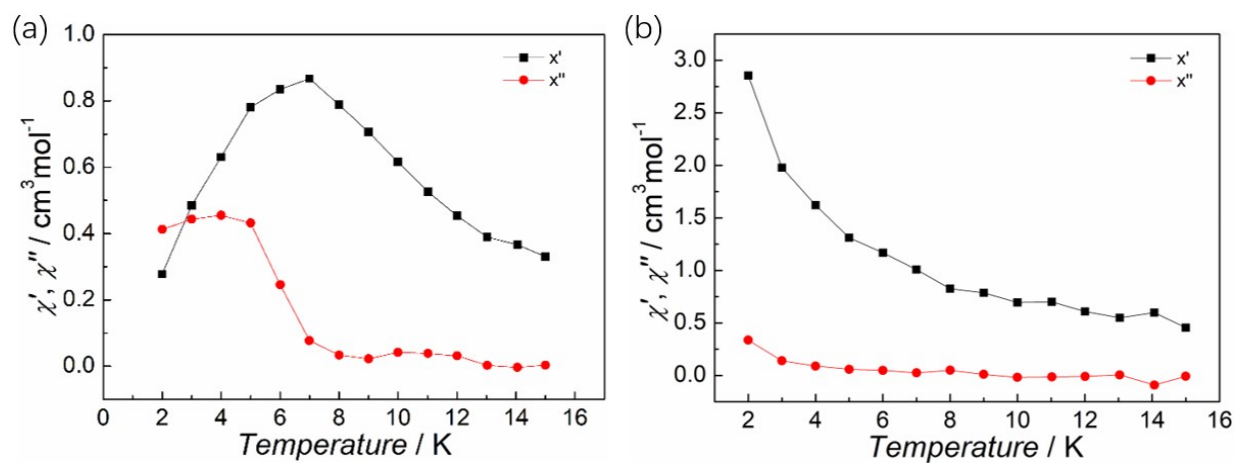 (a)
1.0
0.8
0.6
0.4
0.2
0.0
χ', χ'' / cm³mol⁻¹
x'
x''
0 2 4 6 8 10 12 14 16
Temperature / K
(b)
3.0
2.5
2.0
1.5
1.0
0.5
0.0
χ', χ'' / cm³mol⁻¹
x'
x''
2 4 6 8 10 12 14 16
Temperature / K